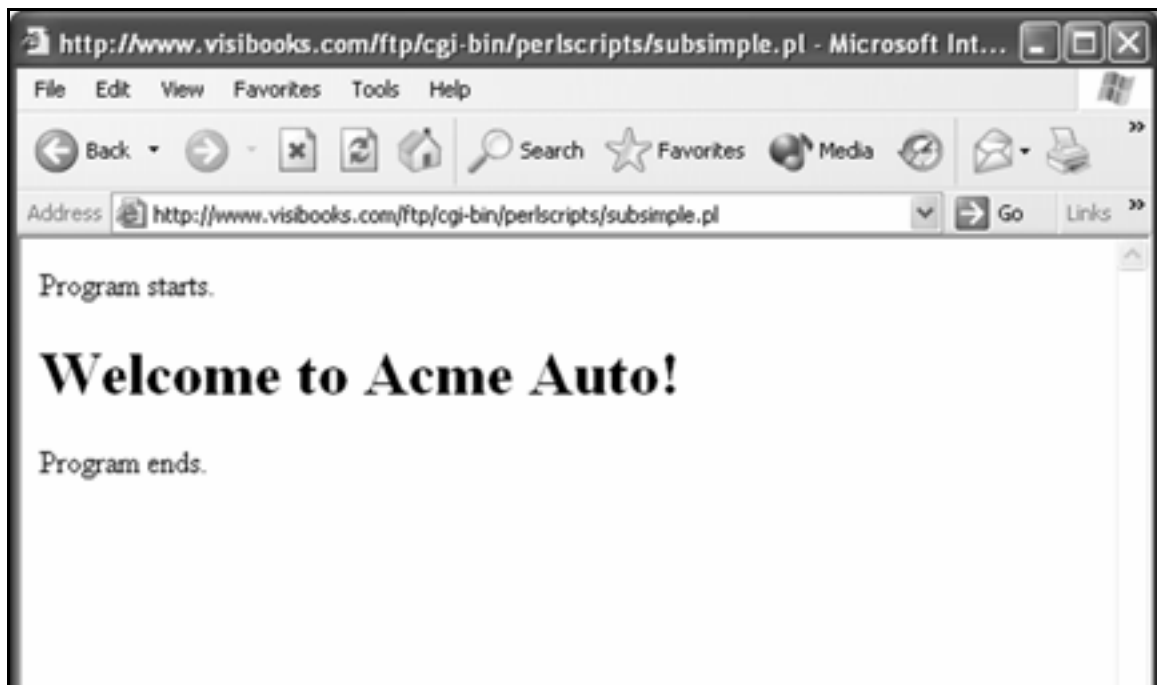 http://www.visibooks.com/ftp/cgi-bin/perlscripts/subsimple.pl - Microsoft Int...
File Edit View Favorites Tools Help
Back Search Favorites Media »
Address http://www.visibooks.com/ftp/cgi-bin/perlscripts/subsimple.pl Go Links »
Program starts.
Welcome to Acme Auto!
Program ends.